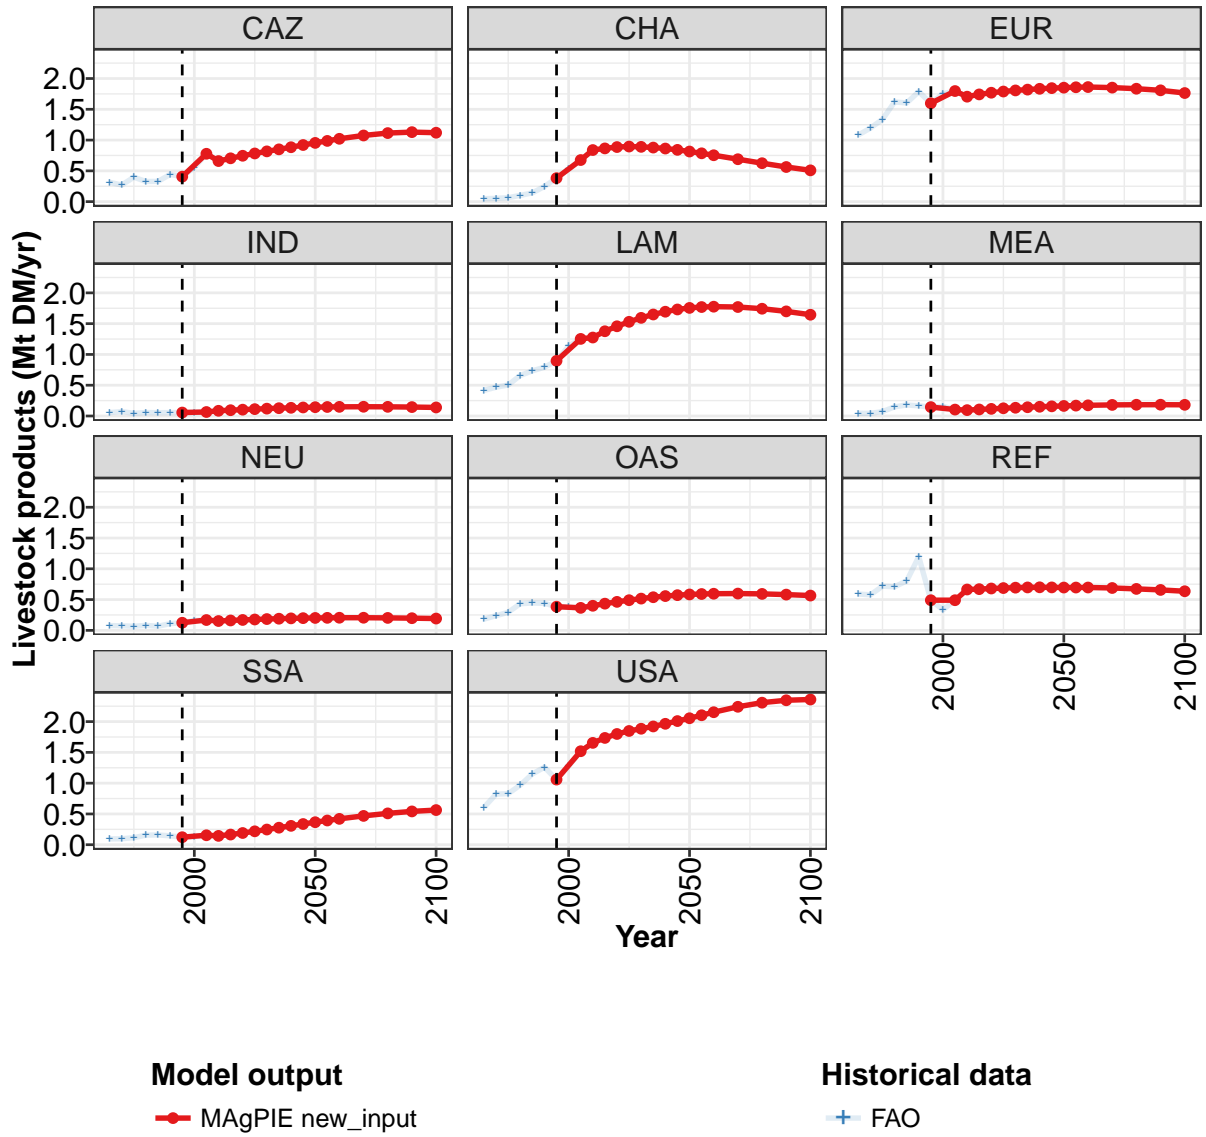 CAZ CHA EUR
2.0
1.5
1.0
0.5
0.0
IND LAM MEA
2.0
1.5
1.0
0.5
0.0
NEU OAS REF
2.0
1.5
1.0
0.5
0.0
2000 2050 2100
SSA USA
2.0
1.5
1.0
0.5
0.0
2000 2050 2100 2000 2050 2100
Livestock products (Mt DM/yr)
Year
Model output Historical data
MAgPIE new_input FAO